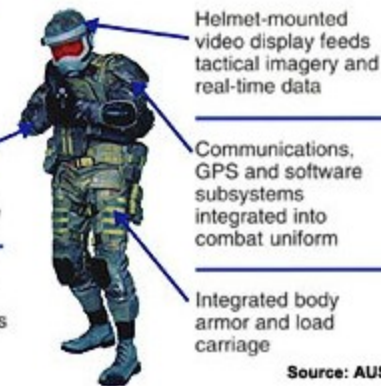 Helmet-mounted
video display feeds
tactical imagery and
real-time data
Communications,
GPS and software
subsystems
integrated into
combat uniform
Integrated body
armor and load
carriage
Source: AUS